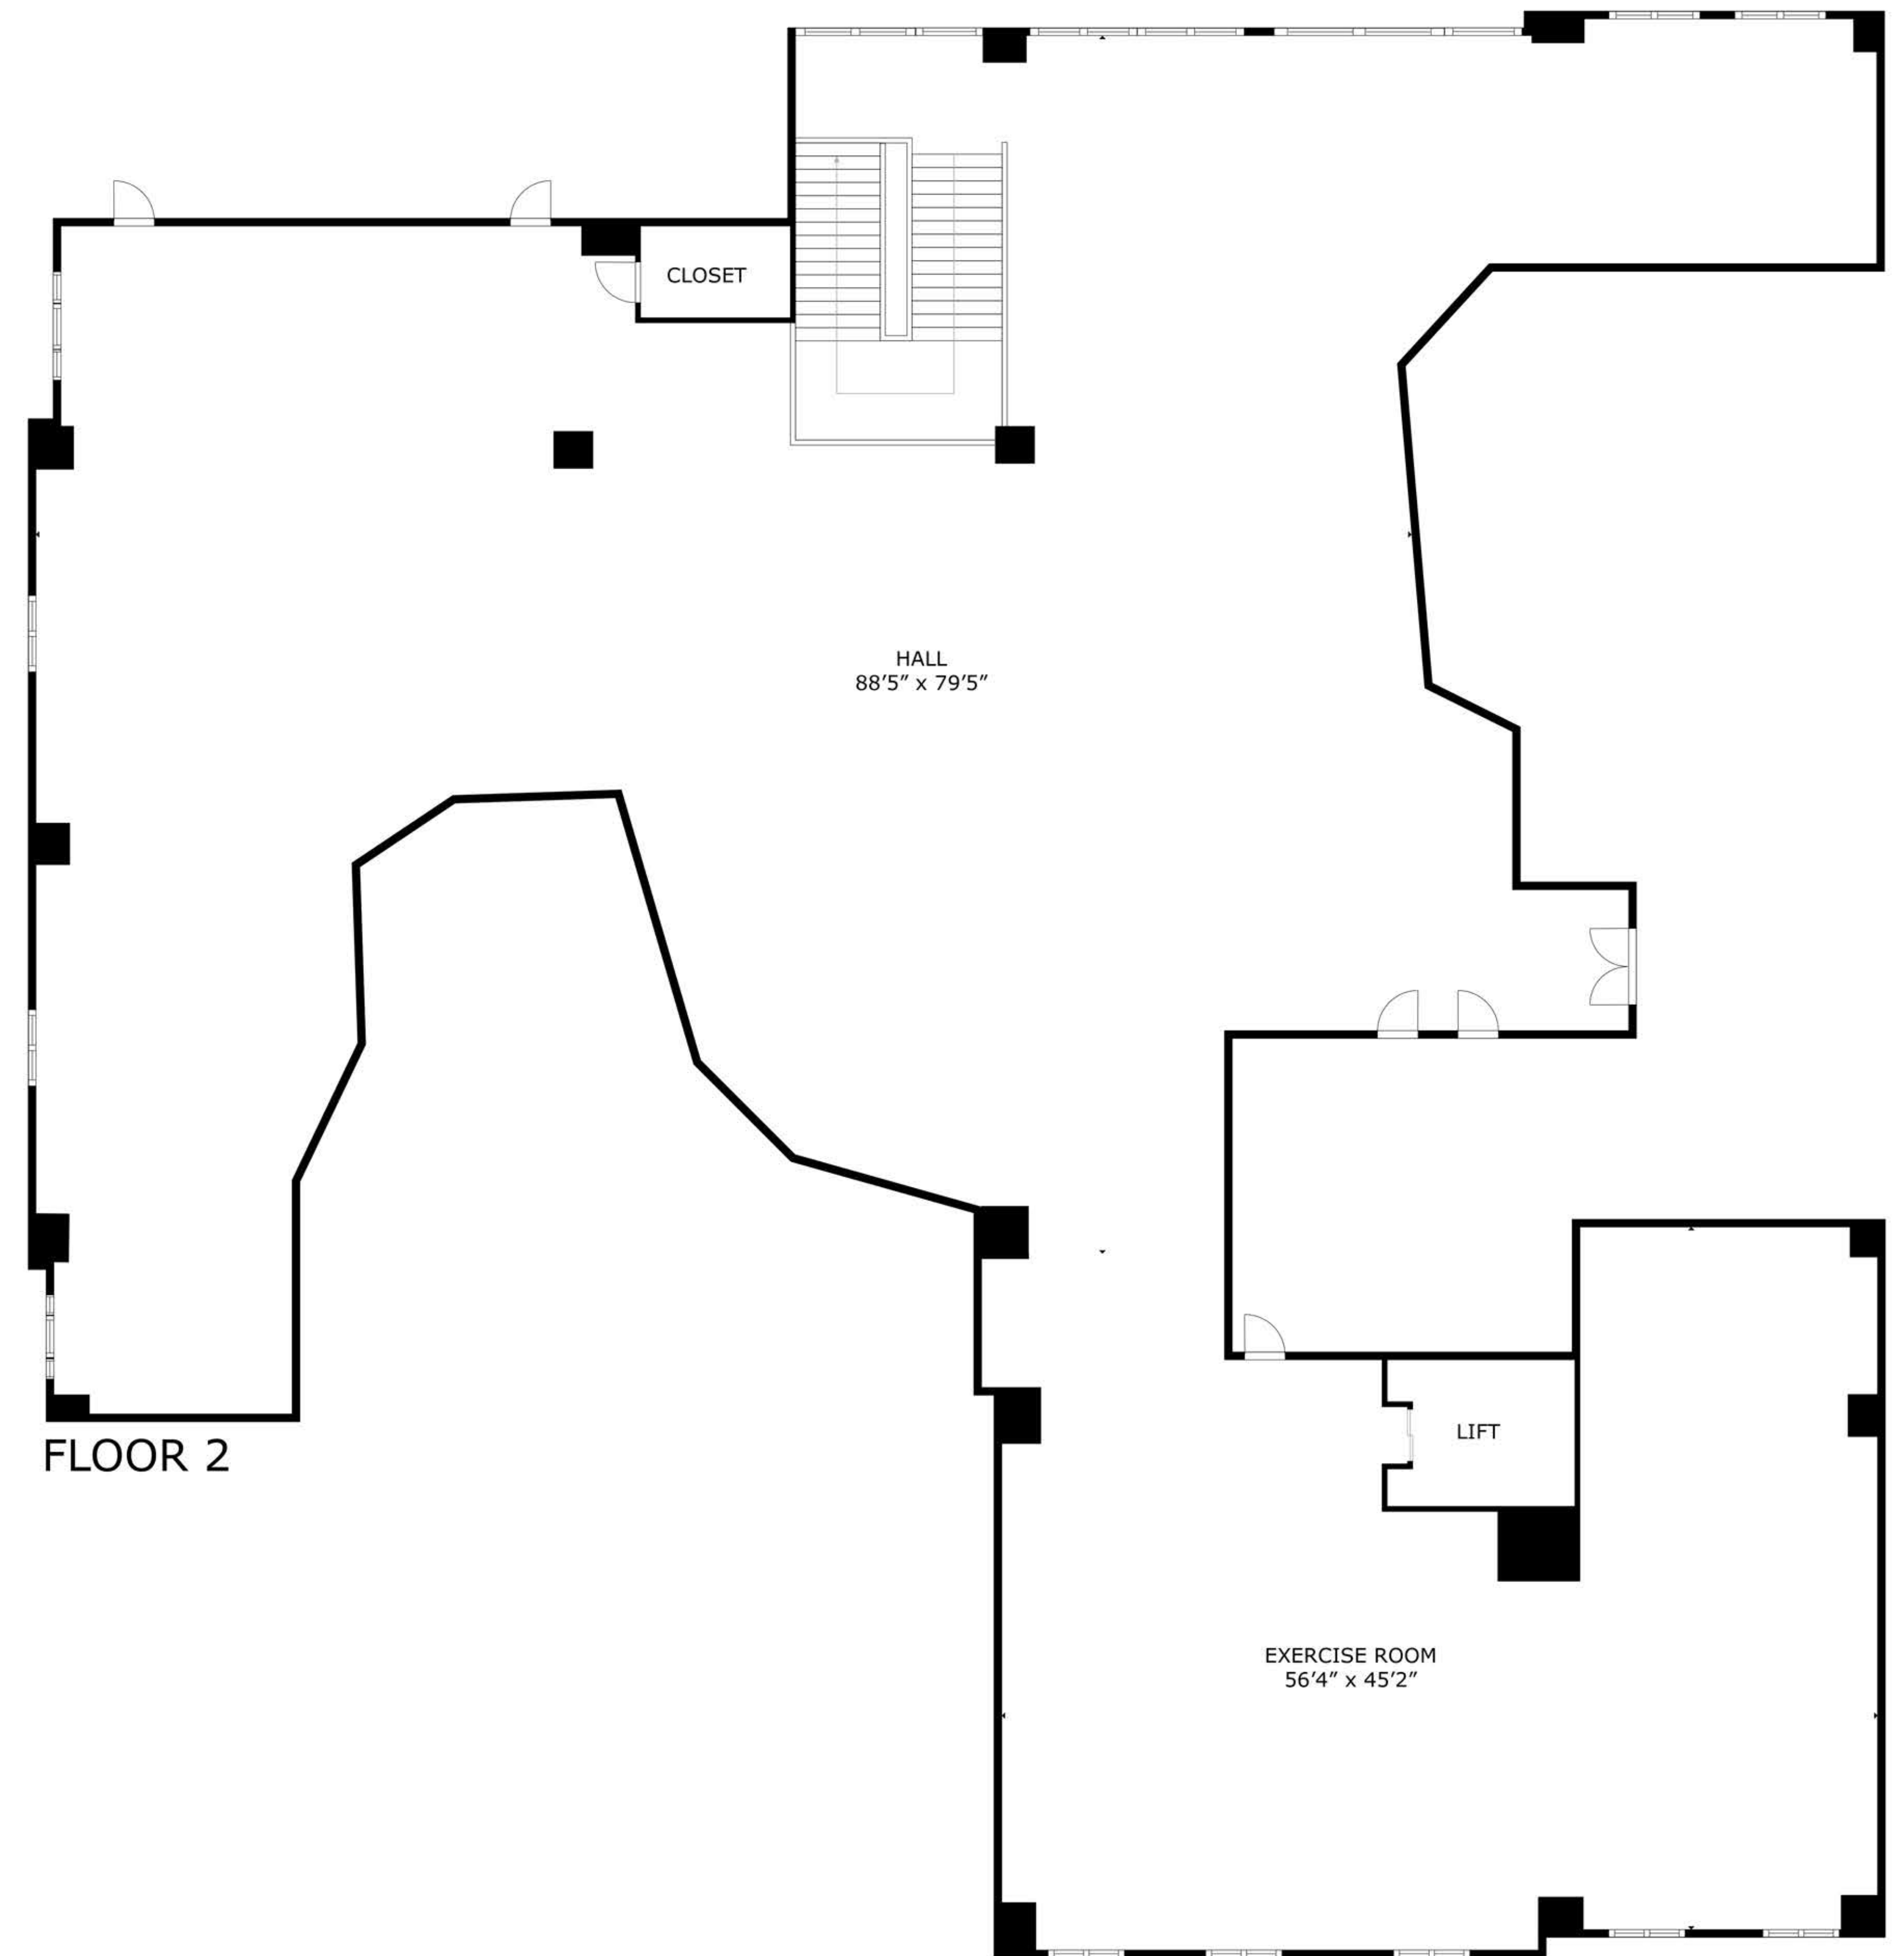 CLOSET
HALL
88′5″ x 79′5″
FLOOR 2
LIFT
EXERCISE ROOM
56′4″ x 45′2″